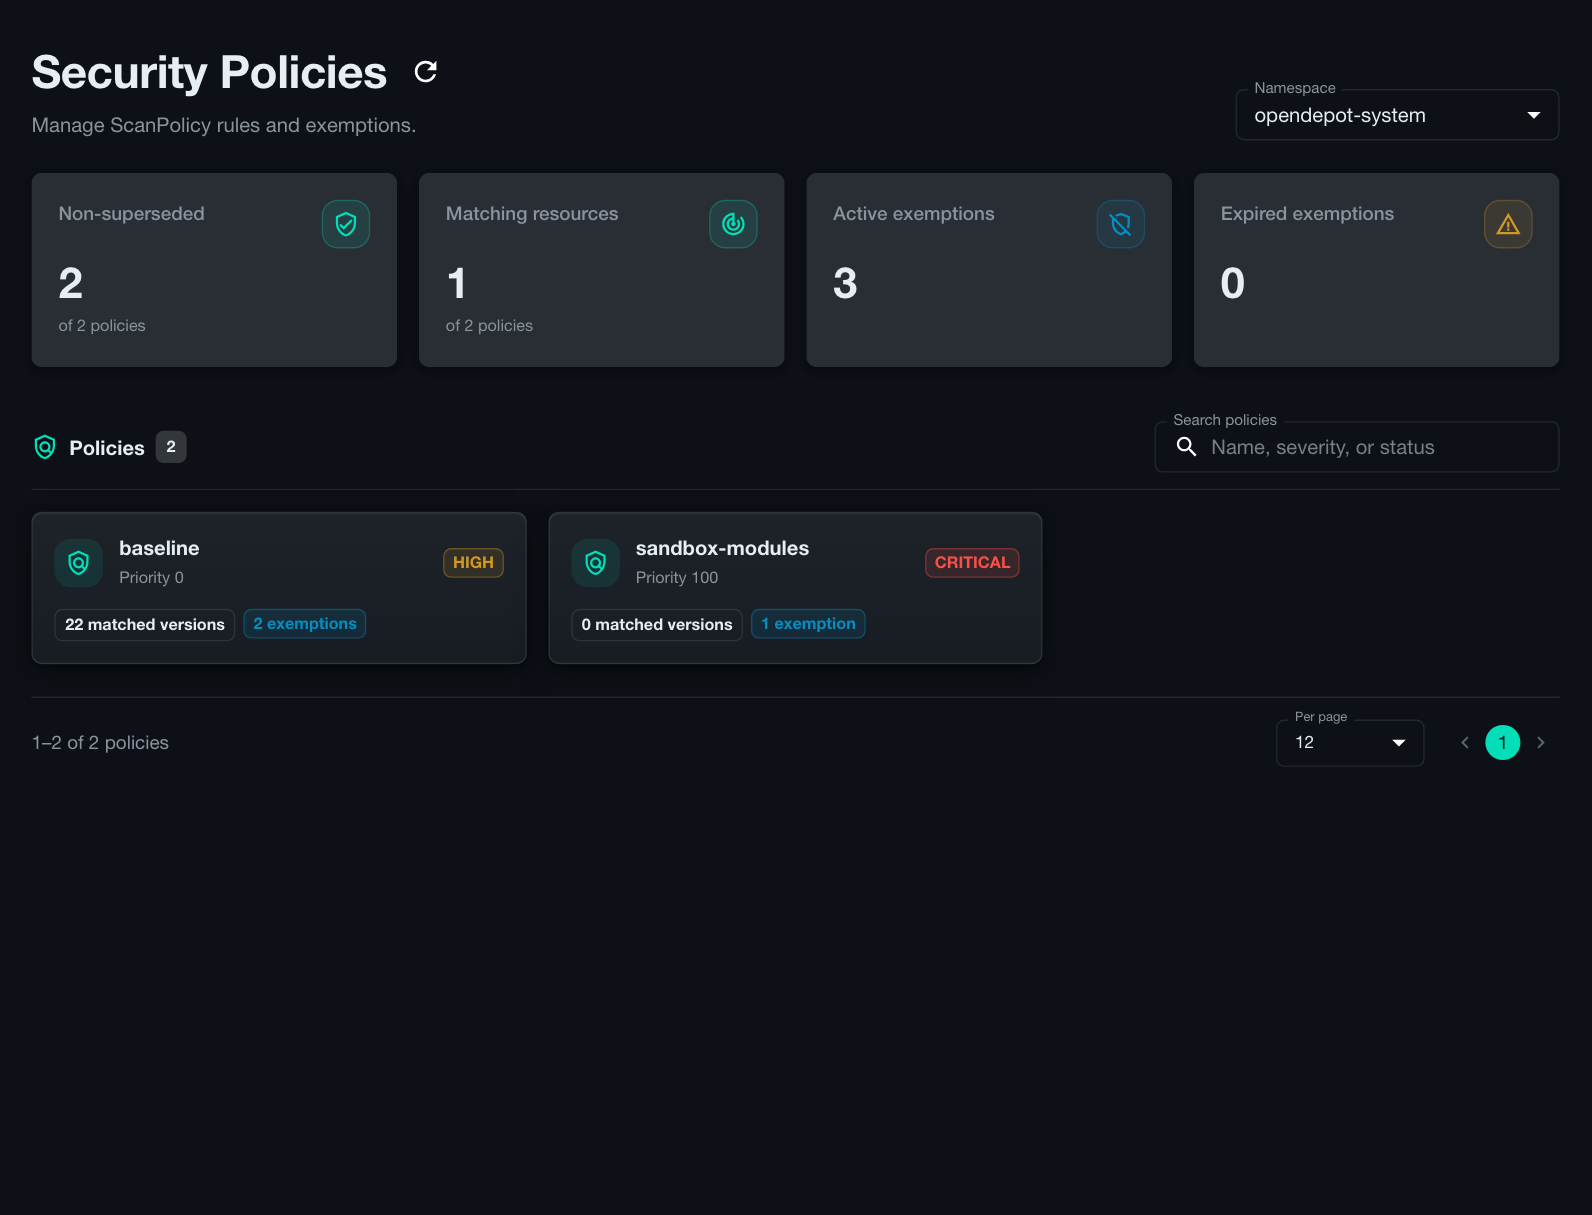 Security Policies
Manage ScanPolicy rules and exemptions.
Namespace
opendepot-system
Non-superseded
2
of 2 policies
Matching resources
1
of 2 policies
Active exemptions
3
Expired exemptions
0
Policies 2
Search policies
Name, severity, or status
baseline
Priority 0
HIGH
22 matched versions
2 exemptions
sandbox-modules
Priority 100
CRITICAL
0 matched versions
1 exemption
1–2 of 2 policies
Per page
12
1